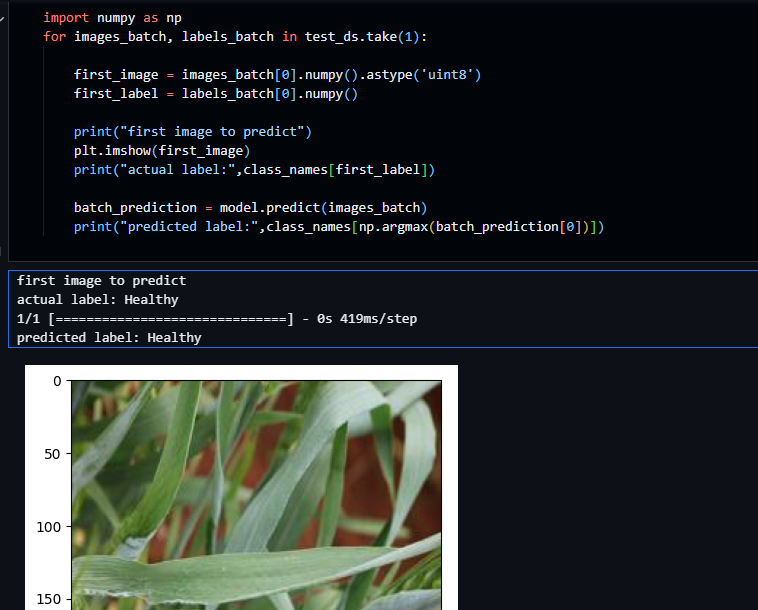 import numpy as np
for images_batch, labels_batch in test_ds.take(1):
first_image = images_batch[0].numpy().astype('uint8')
first_label = labels_batch[0].numpy()
print("first image to predict")
plt.imshow(first_image)
print("actual label:",class_names[first_label])
batch_prediction = model.predict(images_batch)
print("predicted label:",class_names[np.argmax(batch_prediction[0])])
first image to predict
actual label: Healthy
1/1 [==============================] - 0s 419ms/step
predicted label: Healthy
0
50
100
150